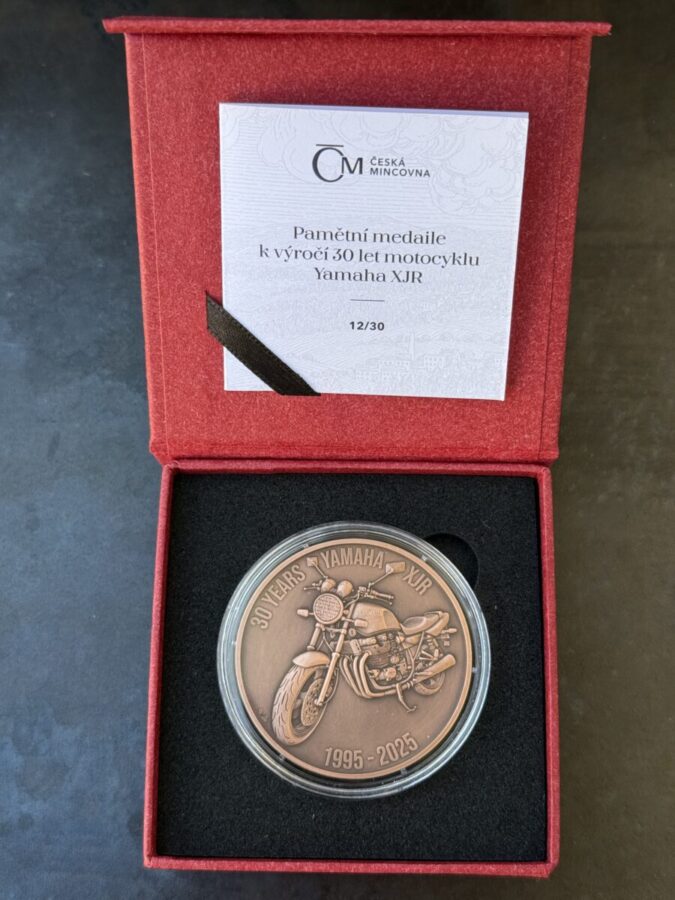 ČM ČESKÁ
MINCOVNA
Pamětní medaile
k výročí 30 let motocyklu
Yamaha XJR
12/30
30 YEARS YAMAHA XJR
1995 - 2025